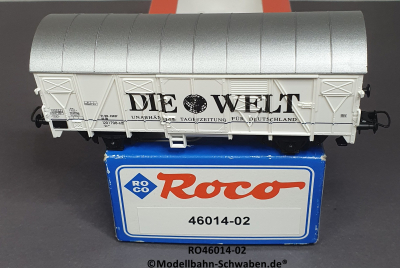 DIE WELT
UNABHÄNGIGE TAGESZEITUNG FÜR DEUTSCHLAND
ROCO
Roco
46014-02
RO46014-02
©Modellbahn-Schwaben.de®